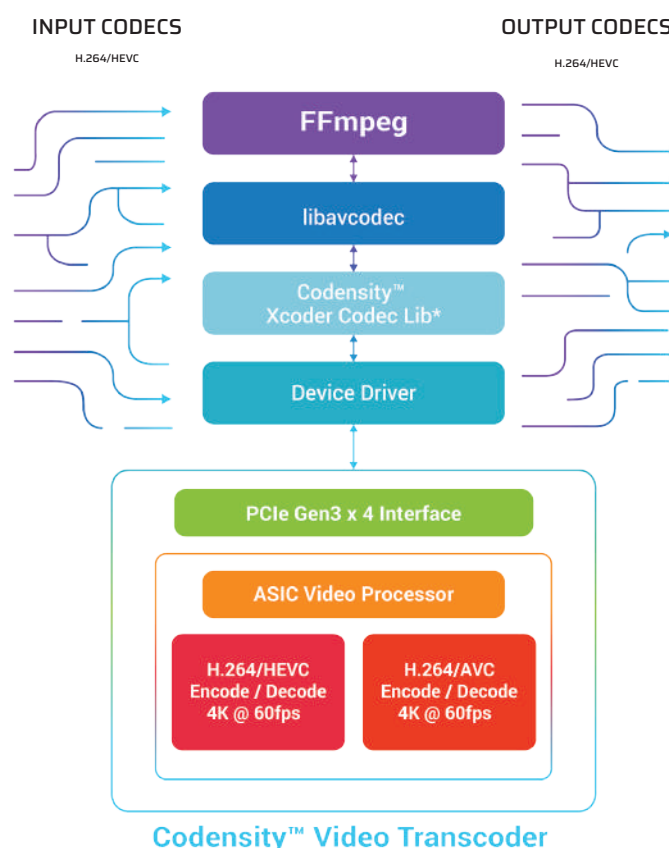 INPUT CODECS
H.264/HEVC
OUTPUT CODECS
H.264/HEVC
FFmpeg
libavcodec
Codensity™
Xcoder Codec Lib*
Device Driver
PCIe Gen3 x 4 Interface
ASIC Video Processor
H.264/HEVC
Encode / Decode
4K @ 60fps
H.264/AVC
Encode / Decode
4K @ 60fps
Codensity™ Video Transcoder